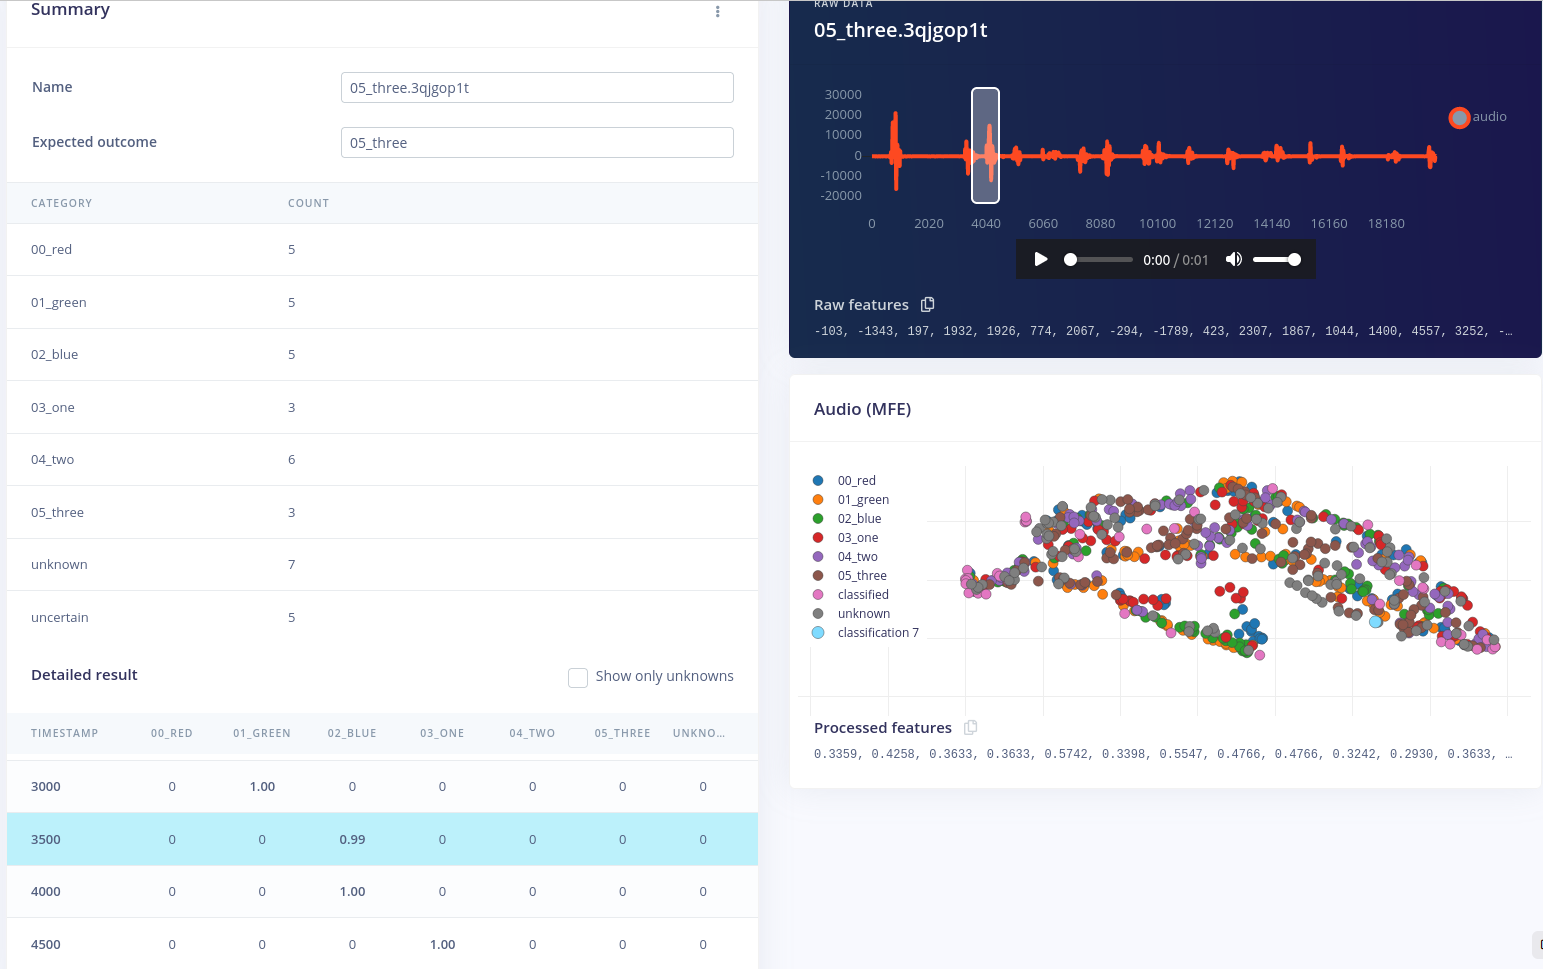 Summary
Name
05_three.3qjgop1t
Expected outcome
05_three
CATEGORY COUNT
00_red 5
01_green 5
02_blue 5
03_one 3
04_two 6
05_three 3
unknown 7
uncertain 5
Detailed result
Show only unknowns
TIMESTAMP 00_RED 01_GREEN 02_BLUE 03_ONE 04_TWO 05_THREE UNKNO...
3000 0 1.00 0 0 0 0 0
3500 0 0 0.99 0 0 0 0
4000 0 0 1.00 0 0 0 0
4500 0 0 0 1.00 0 0 0
RAW DATA
05_three.3qjgop1t
30000
20000
10000
0
-10000
-20000
audio
0 2020 4040 6060 8080 10100 12120 14140 16160 18180
0:00 / 0:01
Raw features
-103, -1343, 197, 1932, 1926, 774, 2067, -294, -1789, 423, 2307, 1867, 1044, 1400, 4557, 3252, -…
Audio (MFE)
00_red
01_green
02_blue
03_one
04_two
05_three
classified
unknown
classification 7
Processed features
0.3359, 0.4258, 0.3633, 0.3633, 0.5742, 0.3398, 0.5547, 0.4766, 0.4766, 0.3242, 0.2930, 0.3633, …